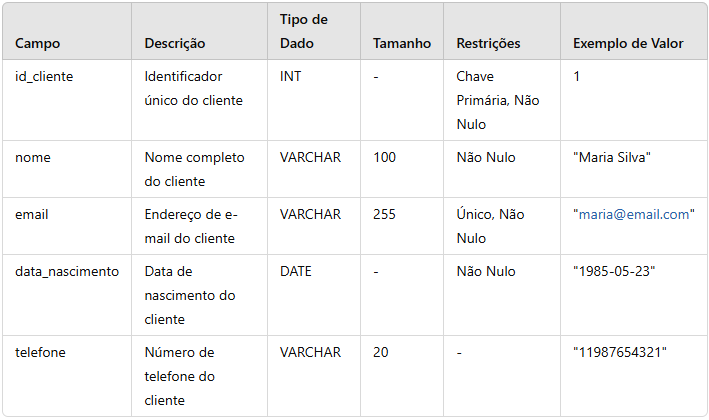 Campo Descrição Tipo de Dado Tamanho Restrições Exemplo de Valor
id_cliente Identificador único do cliente INT - Chave Primária, Não Nulo 1
nome Nome completo do cliente VARCHAR 100 Não Nulo "Maria Silva"
email Endereço de e-mail do cliente VARCHAR 255 Único, Não Nulo "maria@email.com"
data_nascimento Data de nascimento do cliente DATE - Não Nulo "1985-05-23"
telefone Número de telefone do cliente VARCHAR 20 - "11987654321"